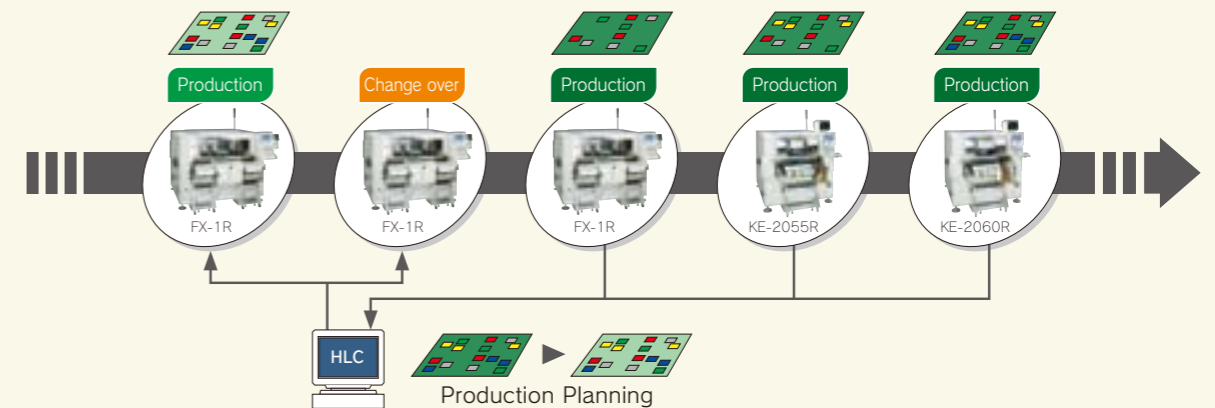 Production
Change over
Production
Production
Production
FX-1R
FX-1R
FX-1R
KE-2055R
KE-2060R
HLC
Production Planning